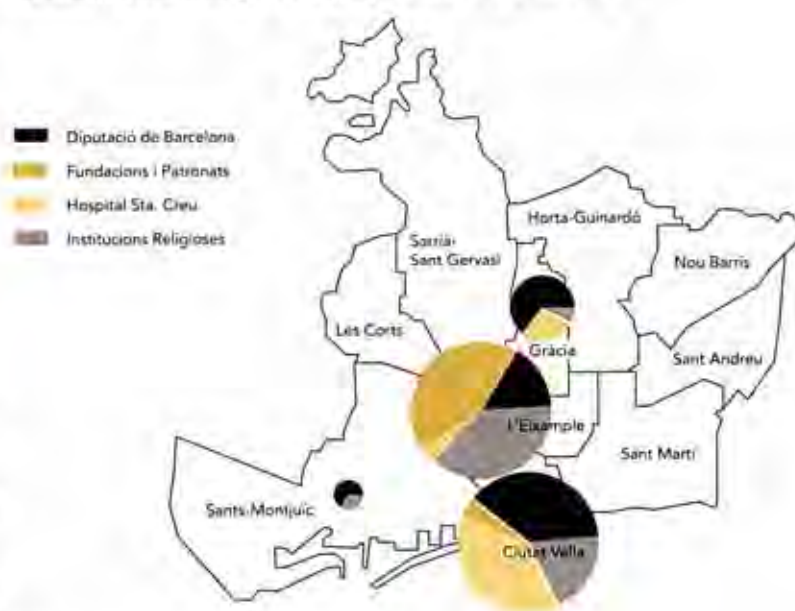 Diputació de Barcelona
Fundacions i Patronats
Hospital Sta. Creu
Institucions Religioses
Horta-Guinardó
Sarrià-
Sant Gervasi
Nou Barris
Les Corts
Gràcia
Sant Andreu
l'Eixample
Sant Martí
Sants-Montjuïc
Ciutat Vella